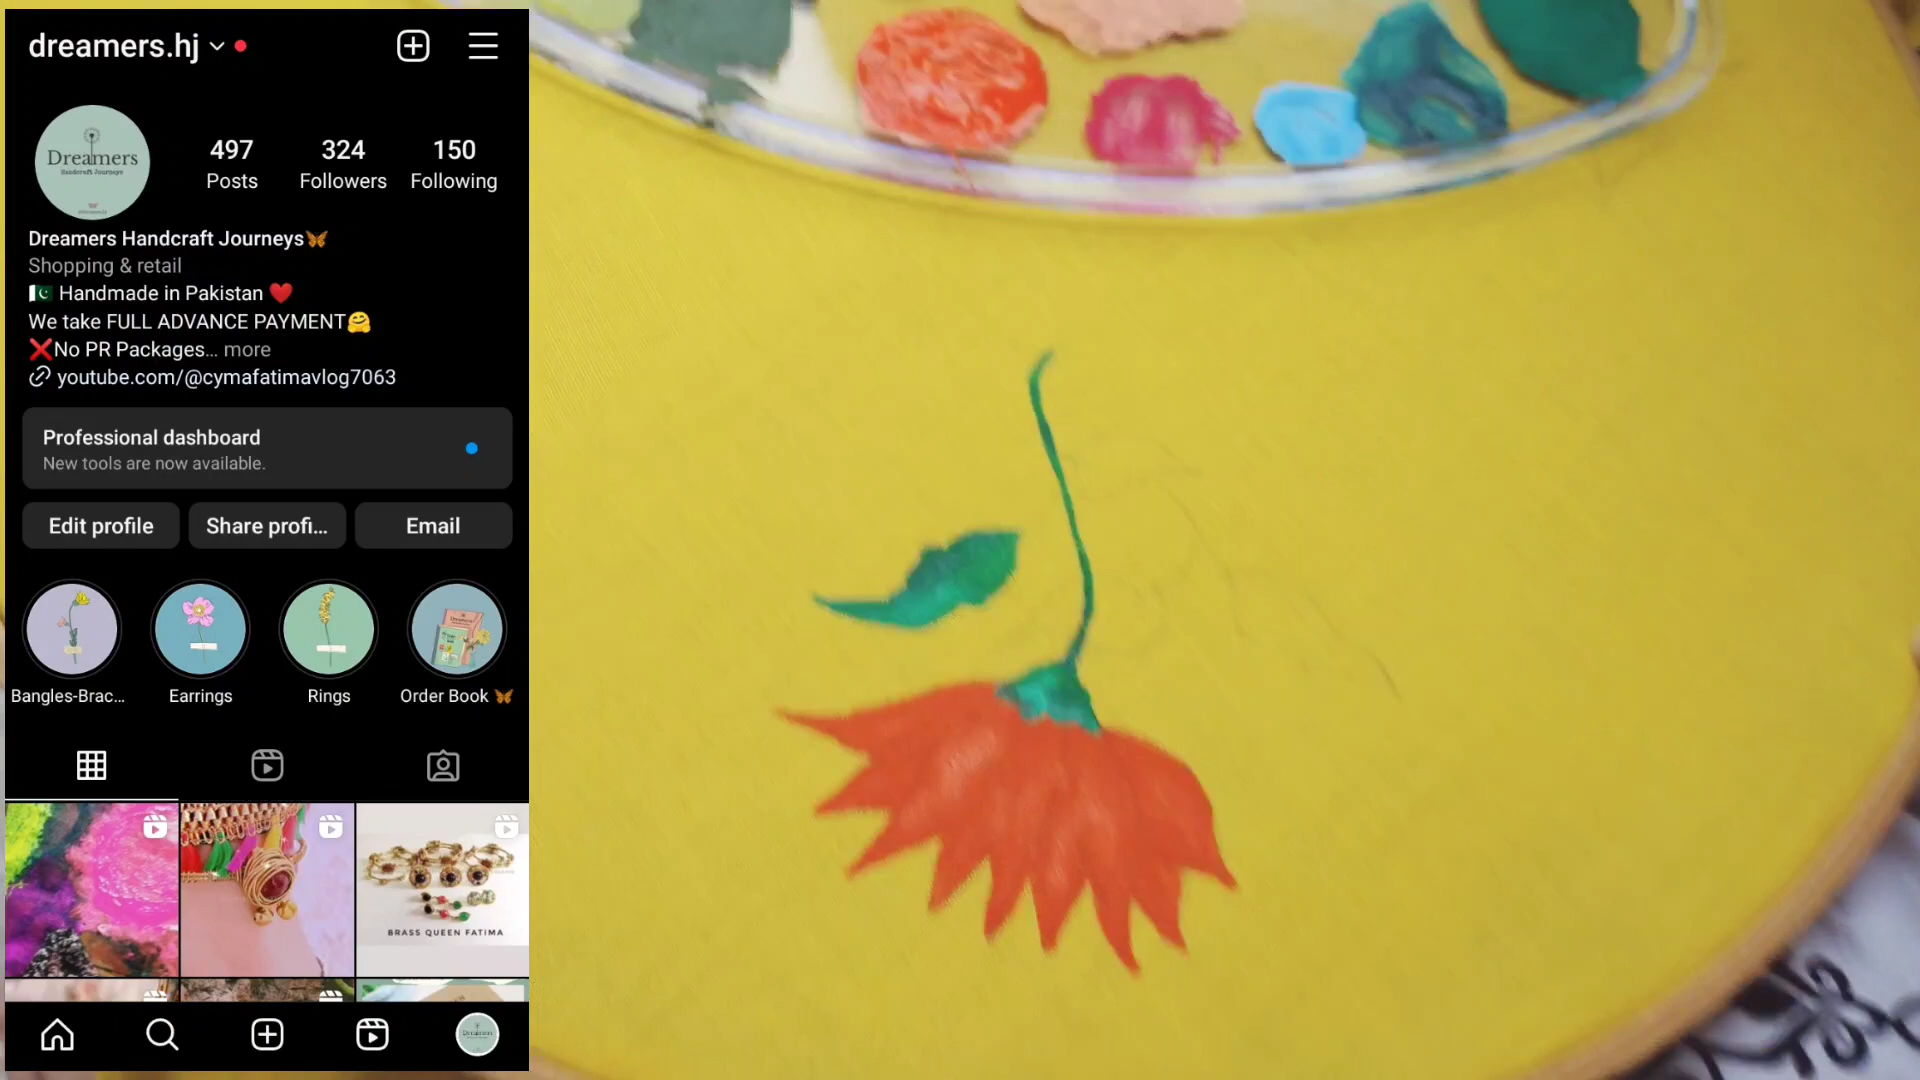 dreamers.hj
Dreamers
Handcraft Journeys
497
Posts
324
Followers
150
Following
Dreamers Handcraft Journeys🦋
Shopping & retail
🇵🇰 Handmade in Pakistan ❤️
We take FULL ADVANCE PAYMENT🤗
❌No PR Packages... more
youtube.com/@cymafatimavlog7063
Professional dashboard
New tools are now available.
Edit profile
Share profi...
Email
Bangles-Brac...
Earrings
Rings
Order Book 🦋
BRASS QUEEN FATIMA